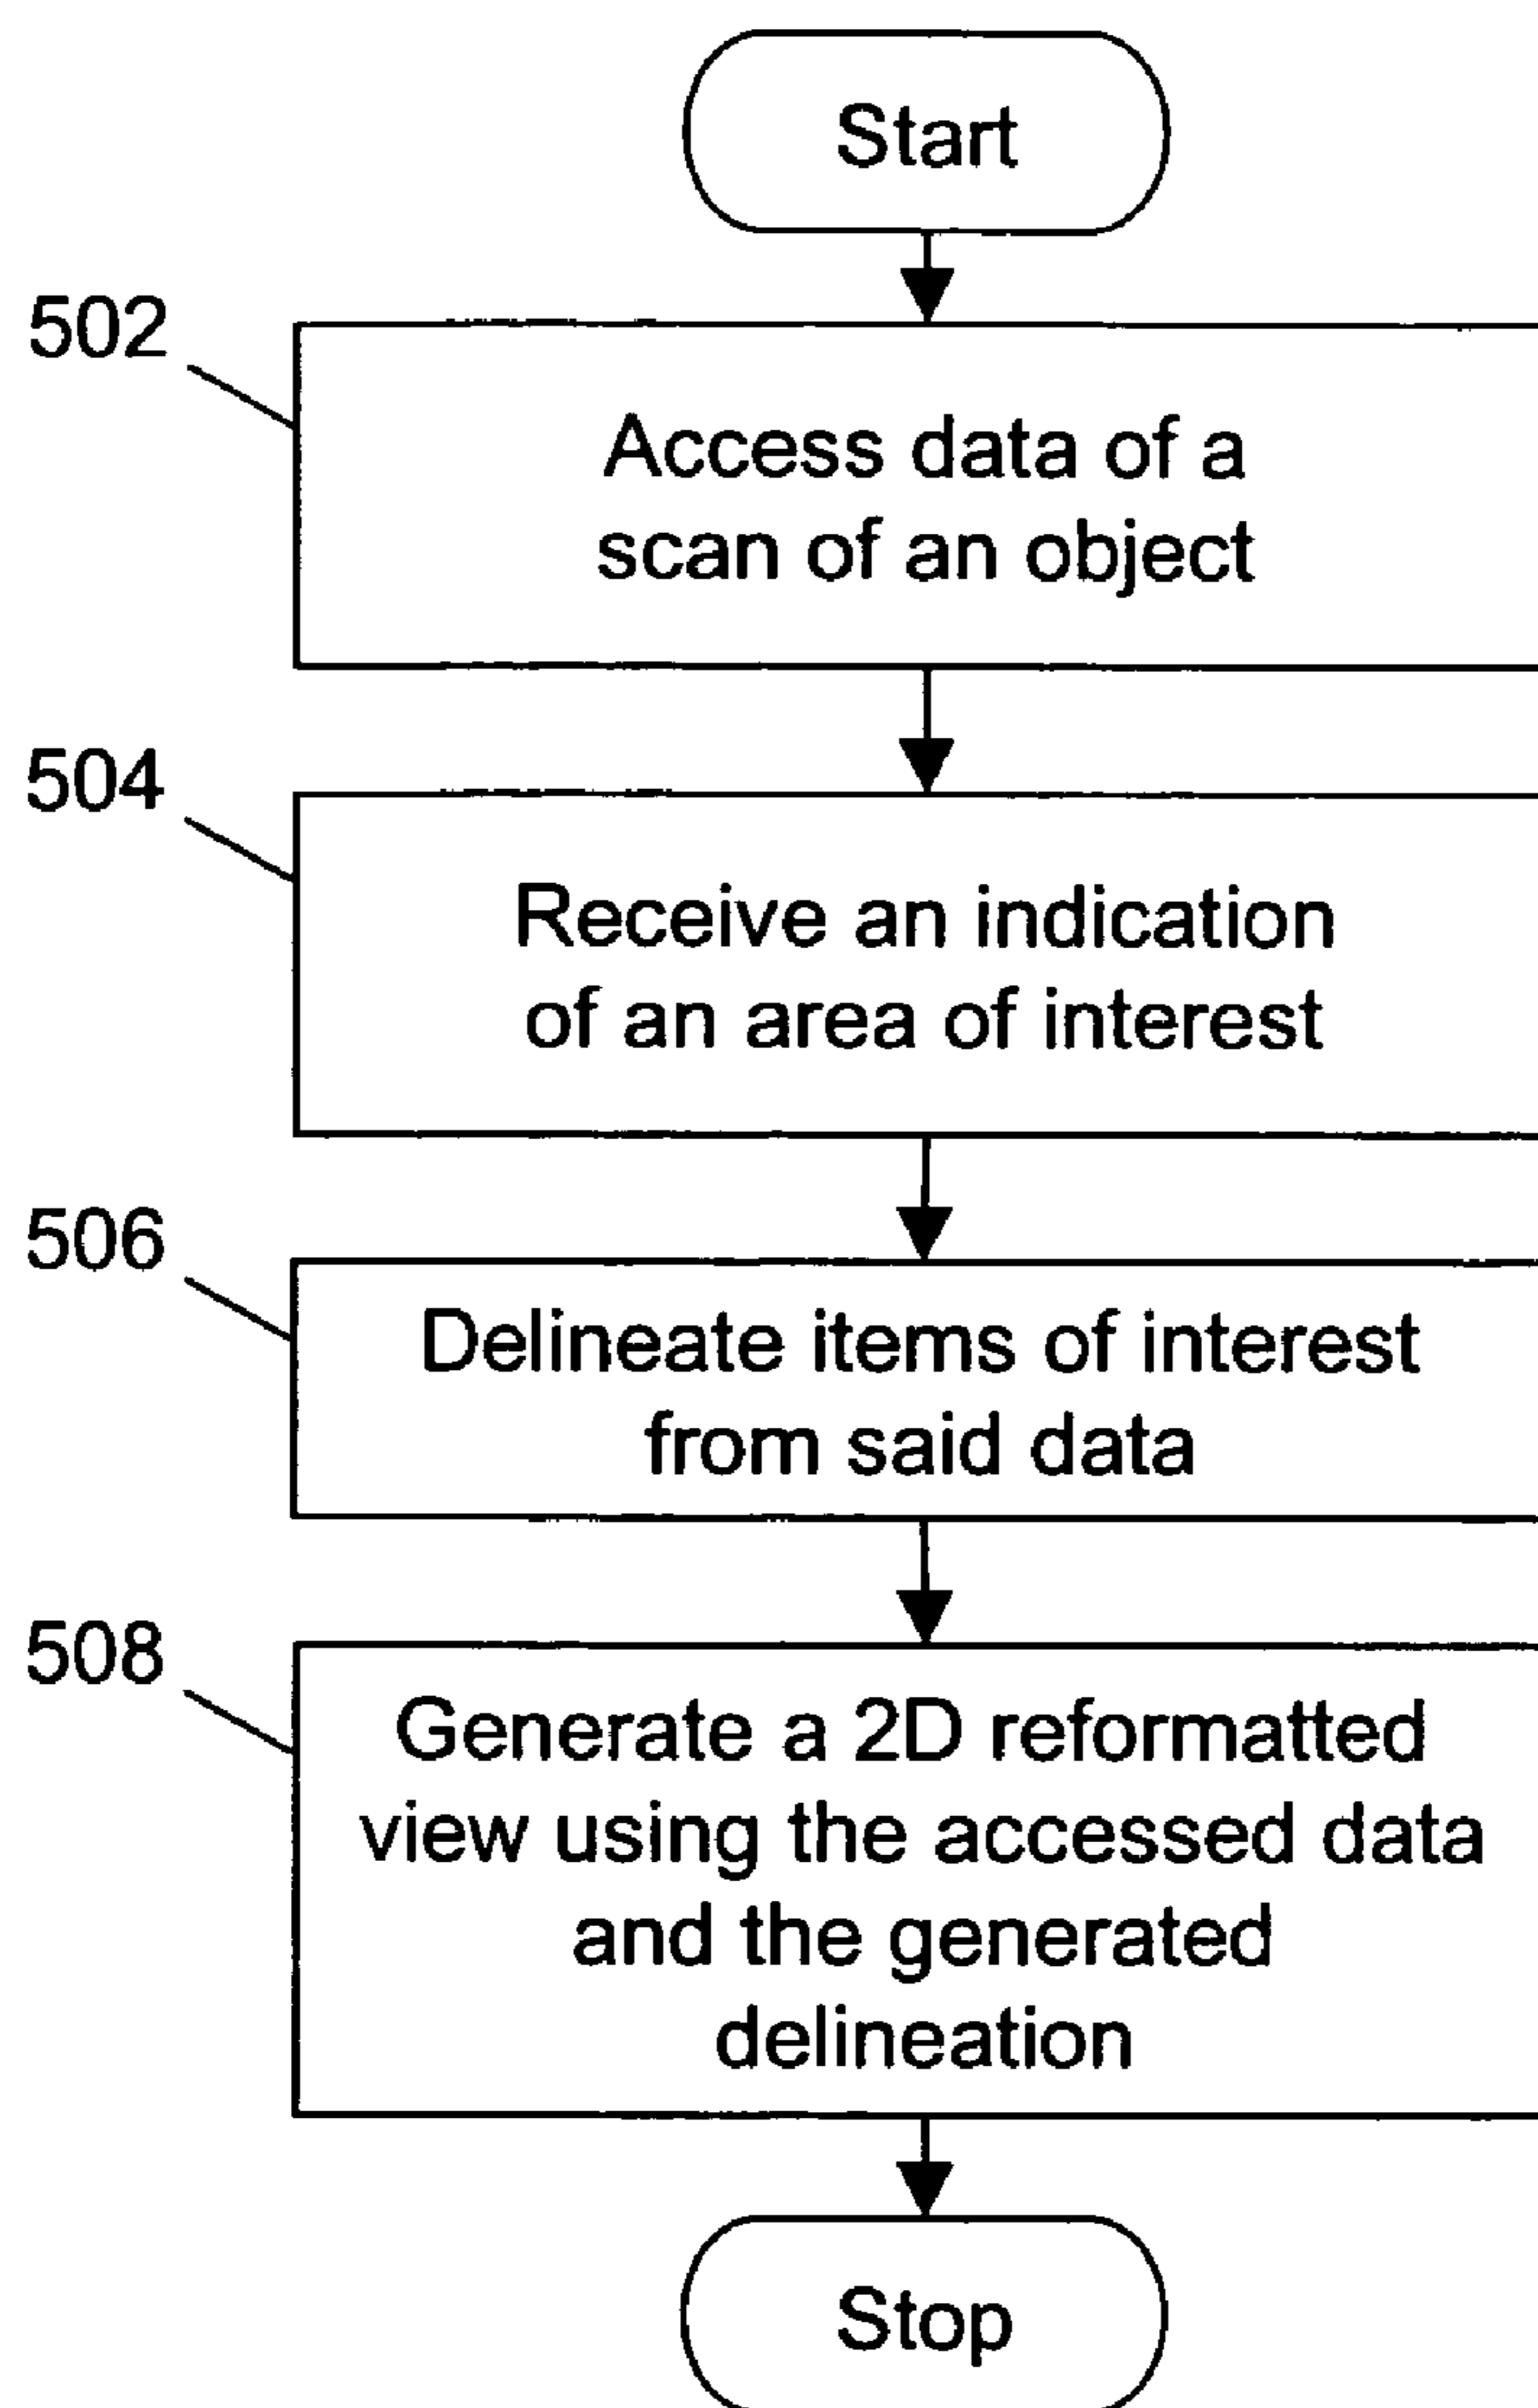 Start
502
Access data of a
scan of an object
504
Receive an indication
of an area of interest
506
Delineate items of interest
from said data
508
Generate a 2D reformatted
view using the accessed data
and the generated
delineation
Stop